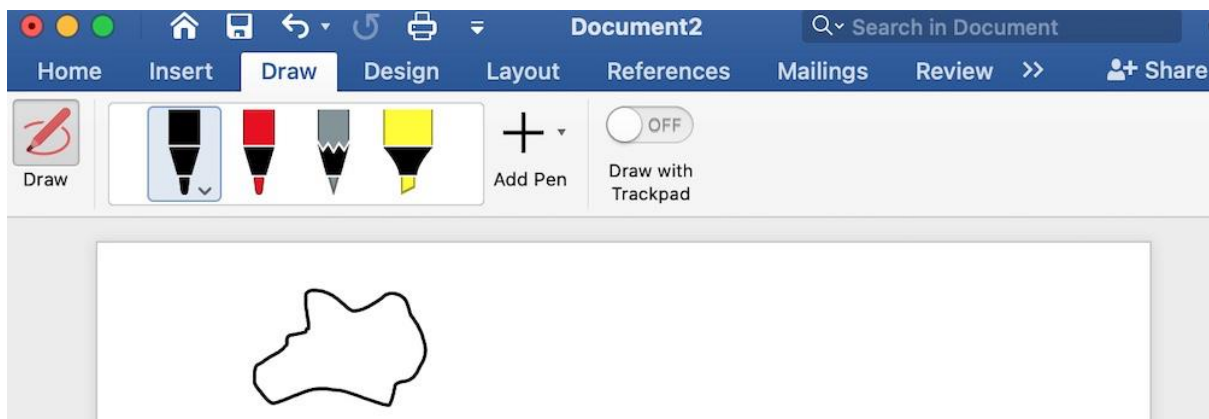 Document2
Search in Document
Home Insert Draw Design Layout References Mailings Review >> Share
OFF
Draw Add Pen Draw with
Trackpad